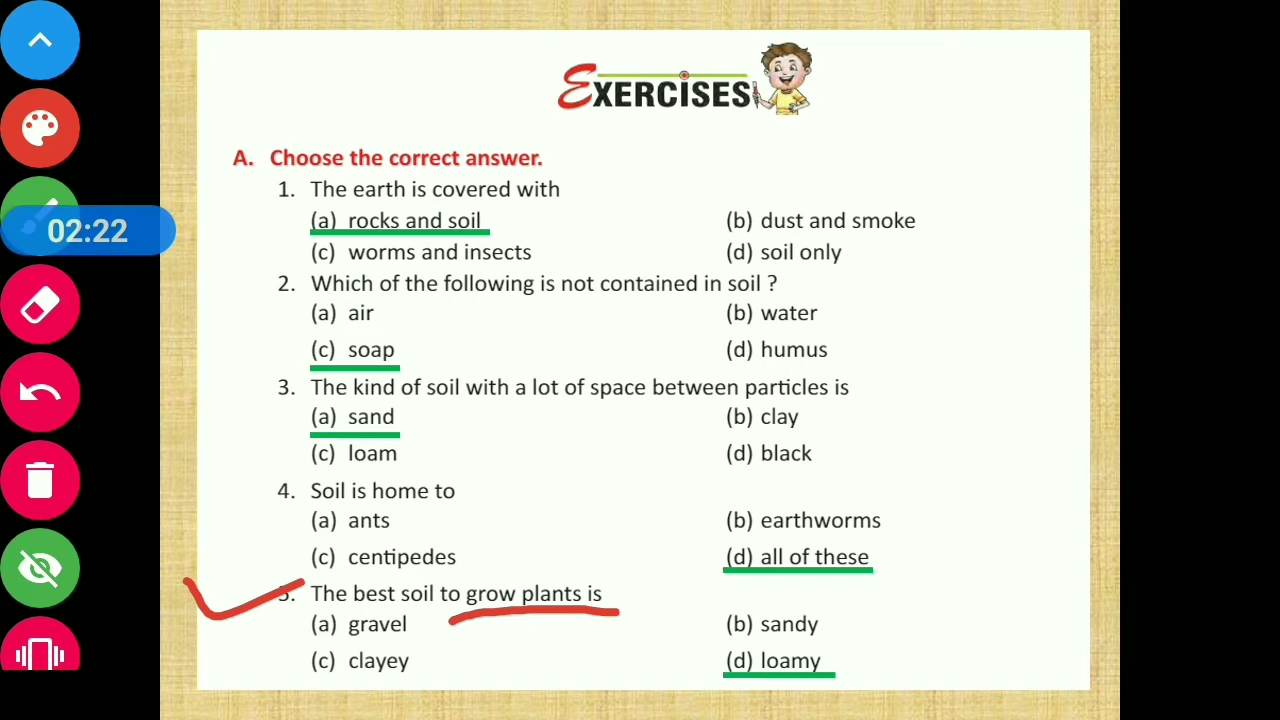 EXERCISES
02:22
A. Choose the correct answer.
1. The earth is covered with
(a) rocks and soil (b) dust and smoke
(c) worms and insects (d) soil only
2. Which of the following is not contained in soil ?
(a) air (b) water
(c) soap (d) humus
3. The kind of soil with a lot of space between particles is
(a) sand (b) clay
(c) loam (d) black
4. Soil is home to
(a) ants (b) earthworms
(c) centipedes (d) all of these
5. The best soil to grow plants is
(a) gravel (b) sandy
(c) clayey (d) loamy